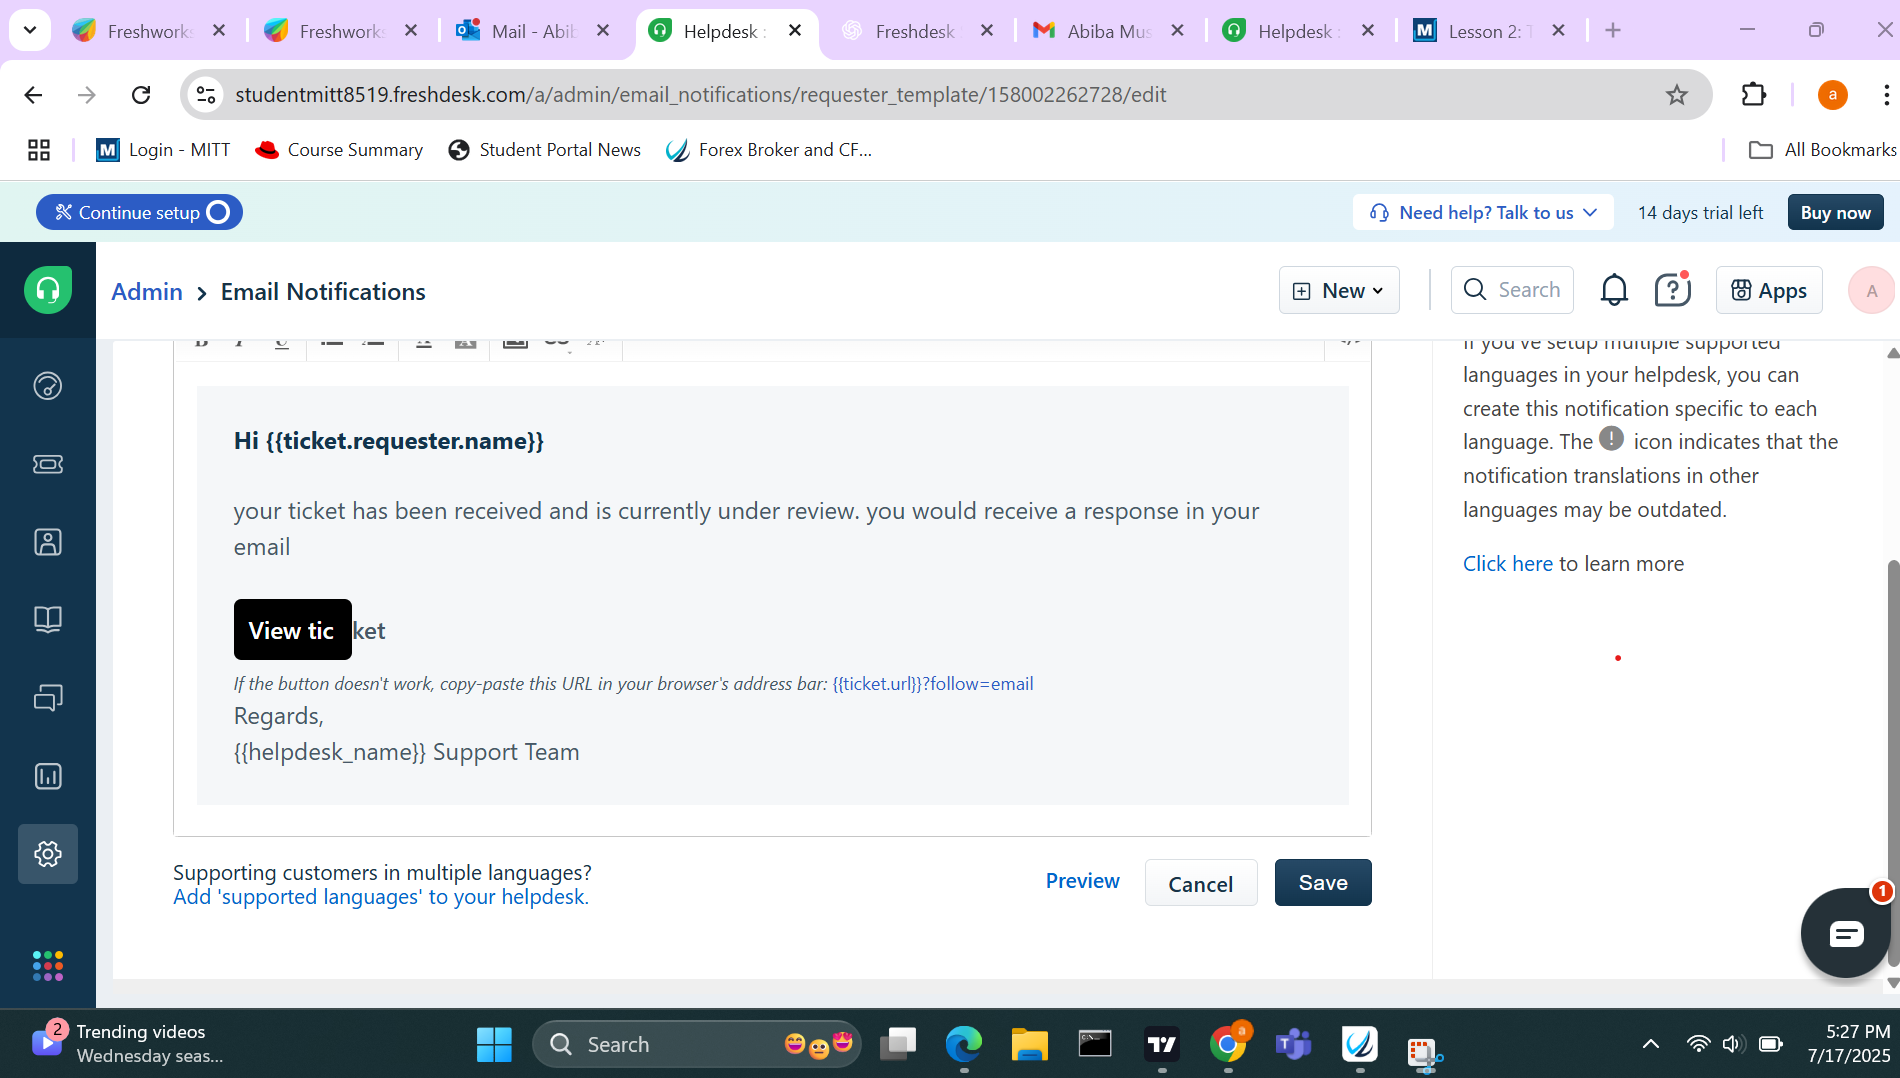 Freshworks
Freshworks
Mail - Abib
Helpdesk :
Freshdesk
Abiba Mus
Helpdesk :
Lesson 2: T
studentmitt8519.freshdesk.com/a/admin/email_notifications/requester_template/158002262728/edit
a
Login - MITT
Course Summary
Student Portal News
Forex Broker and CF...
All Bookmarks
Continue setup
Need help? Talk to us
14 days trial left
Buy now
Admin > Email Notifications
New
Search
Apps
A
If you've setup multiple supported
languages in your helpdesk, you can
create this notification specific to each
language. The ! icon indicates that the
notification translations in other
languages may be outdated.
Click here to learn more
Hi {{ticket.requester.name}}
your ticket has been received and is currently under review. you would receive a response in your
email
View ticket
If the button doesn't work, copy-paste this URL in your browser's address bar: {{ticket.url}}?follow=email
Regards,
{{helpdesk_name}} Support Team
Supporting customers in multiple languages?
Add 'supported languages' to your helpdesk.
Preview
Cancel
Save
1
2
Trending videos
Wednesday seas...
Search
a
5:27 PM
7/17/2025